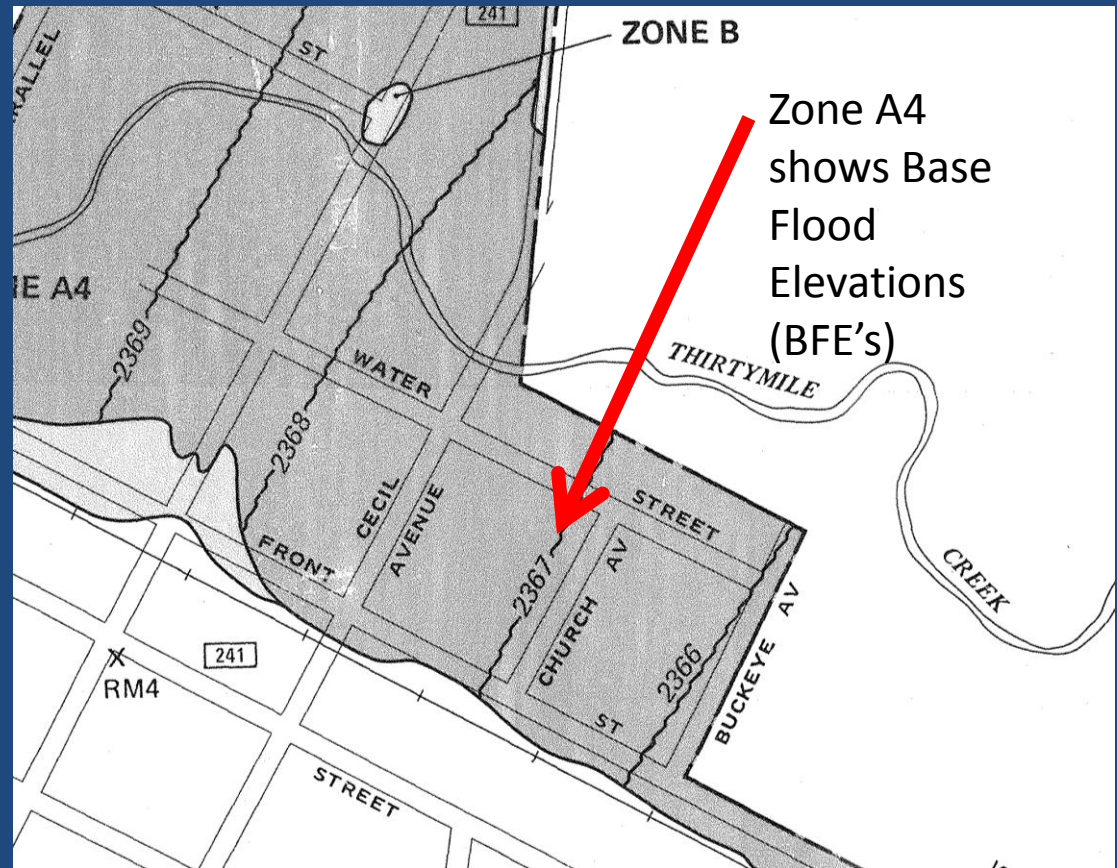 241
ZONE B
ST
Zone A4
shows Base
Flood
Elevations
(BFE's)
THIRTYMILE
CREEK
2369
2368
2367
2366
WATER
STREET
FRONT
ST
CECIL
AVENUE
CHURCH
AV
BUCKEYE AV
241
RM4
STREET